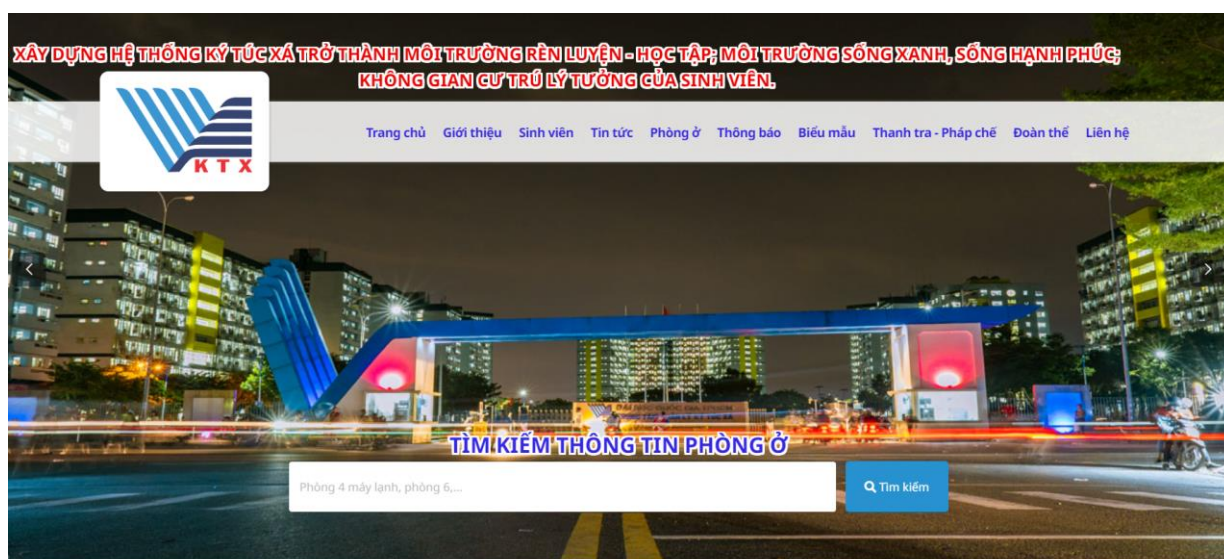 XÂY DỰNG HỆ THỐNG KÝ TÚC XÁ TRỞ THÀNH MÔI TRƯỜNG RÈN LUYỆN - HỌC TẬP; MÔI TRƯỜNG SỐNG XANH, SỐNG HẠNH PHÚC;
KHÔNG GIAN CƯ TRÚ LÝ TƯỞNG CỦA SINH VIÊN.
KTX
Trang chủ Giới thiệu Sinh viên Tin tức Phòng ở Thông báo Biểu mẫu Thanh tra - Pháp chế Đoàn thể Liên hệ
TÌM KIẾM THÔNG TIN PHÒNG Ở
Phòng 4 máy lạnh, phòng 6,...
Tìm kiếm